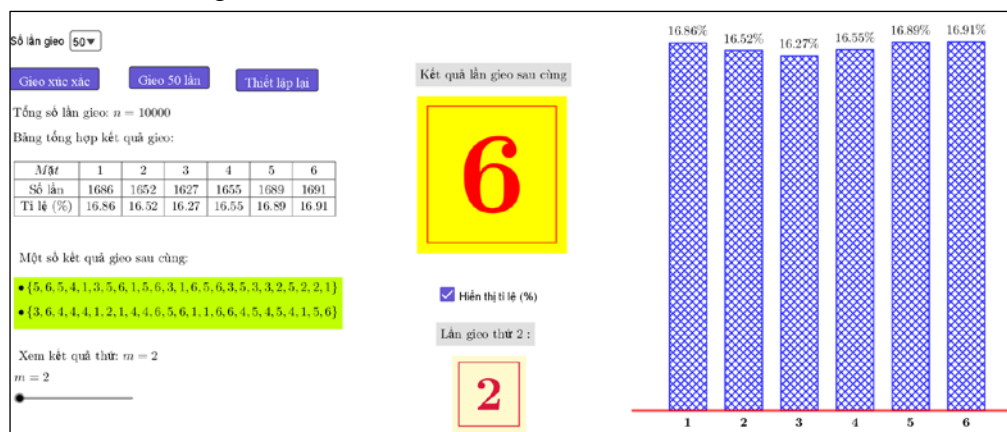 Số lần gieo 50▼
Gieo xúc xắc
Gieo 50 lần
Thiết lập lại
Tổng số lần gieo: n = 10000
Bảng tổng hợp kết quả gieo:
Mặt 1 2 3 4 5 6
Số lần 1686 1652 1627 1655 1689 1691
Tỉ lệ (%) 16.86 16.52 16.27 16.55 16.89 16.91
Một số kết quả gieo sau cùng:
• {5, 6, 5, 4, 1, 3, 5, 6, 1, 5, 6, 3, 1, 6, 5, 6, 3, 5, 3, 3, 2, 5, 2, 2, 1}
• {3, 6, 4, 4, 4, 1, 2, 1, 4, 4, 6, 5, 6, 1, 1, 6, 6, 4, 5, 4, 5, 4, 1, 5, 6}
Xem kết quả thứ: m = 2
m = 2
Kết quả lần gieo sau cùng
6
Hiển thị tỉ lệ (%)
Lần gieo thứ 2 :
2
16.86% 16.52% 16.27% 16.55% 16.89% 16.91%
1 2 3 4 5 6